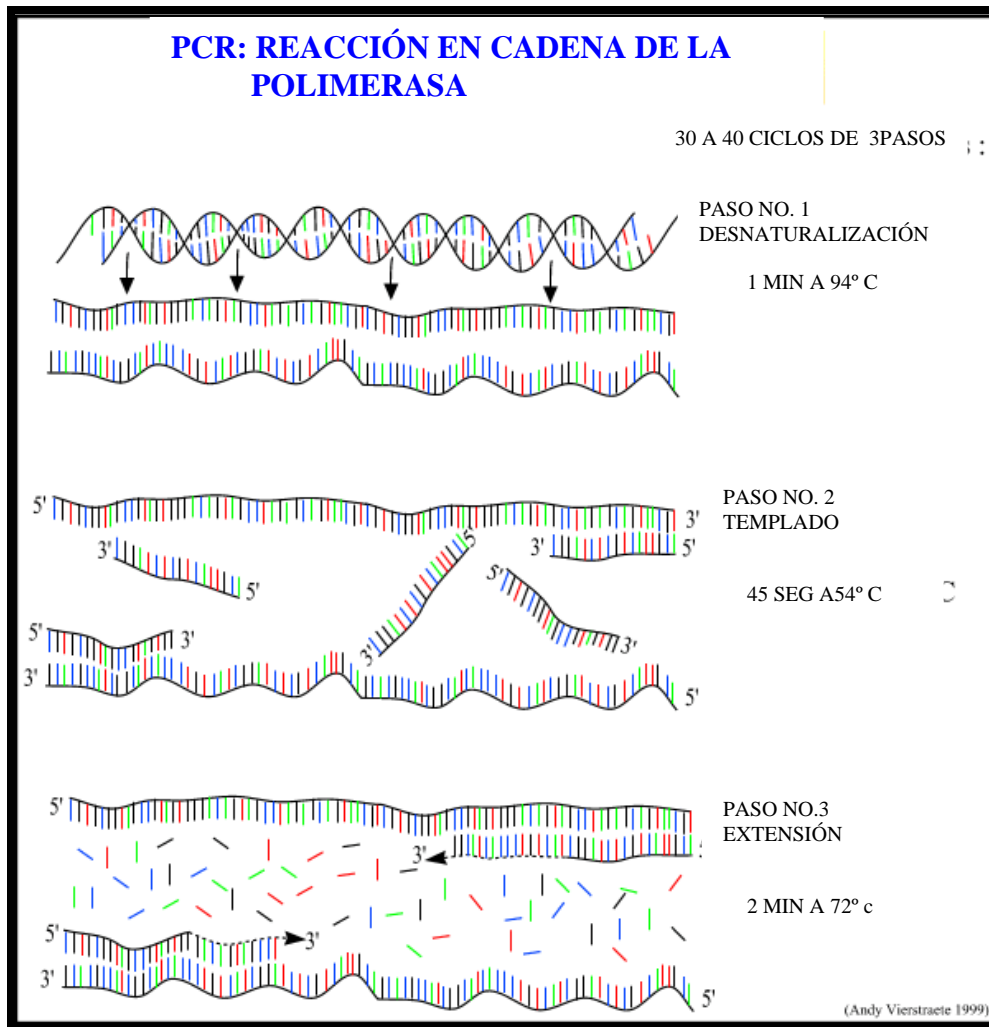 PCR: REACCIÓN EN CADENA DE LA
POLIMERASA
30 A 40 CICLOS DE 3PASOS
PASO NO. 1
DESNATURALIZACIÓN
1 MIN A 94º C
PASO NO. 2
TEMPLADO
45 SEG A54º C
5'
3'
3'
5'
5'
3'
3'
5'
5'
3'
5'
3'
3'
5'
PASO NO.3
EXTENSIÓN
2 MIN A 72º c
5'
3'
5'
3'
3'
5'
(Andy Vierstraete 1999)